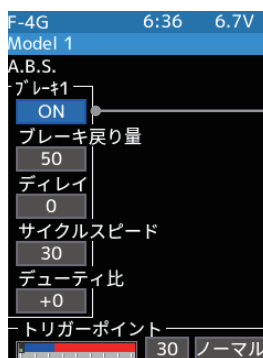 F-4G 6:36 6.7V
Model 1
A.B.S.
ブレーキ1
ON
ブレーキ戻り量
50
ディレイ
0
サイクルスピード
30
デューティ比
+0
トリガーポイント
30 ノーマル